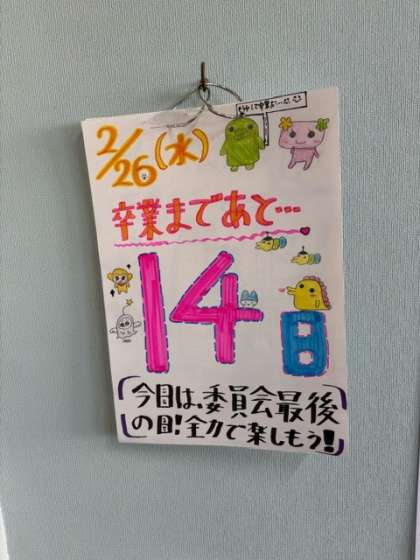 2/26(水)
卒業まであと…
14日
今日は、委員会最後
の日!全力で楽しもう!